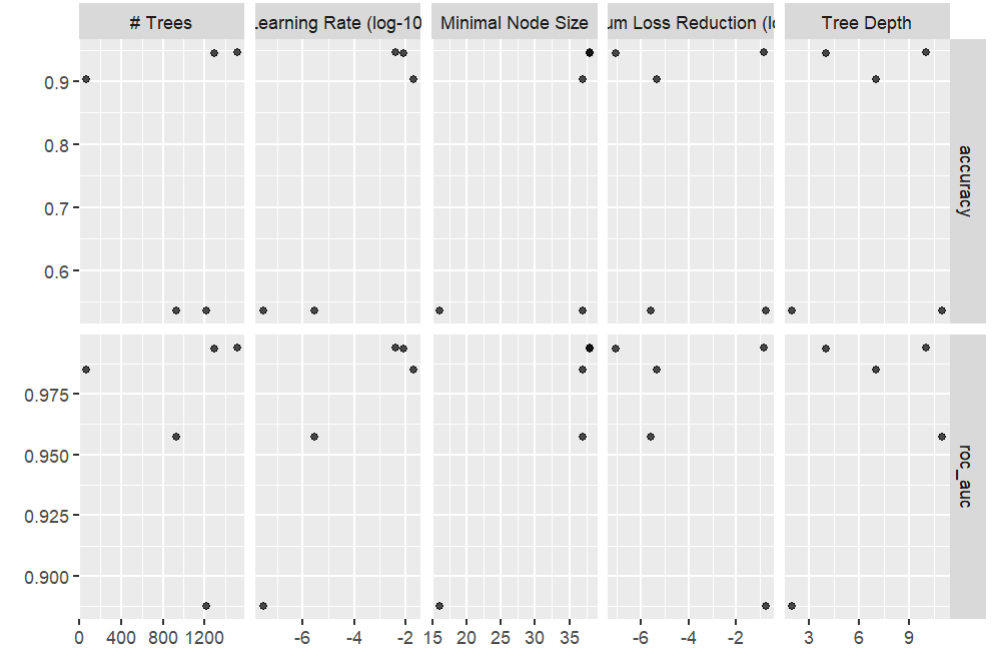 # Trees
Learning Rate (log-10
Minimal Node Size
um Loss Reduction (lo
Tree Depth
0.9
0.8
0.7
0.6
accuracy
0.975
0.950
0.925
0.900
roc_auc
0 400 800 1200
-6 -4 -2
15 20 25 30 35
-6 -4 -2
3 6 9